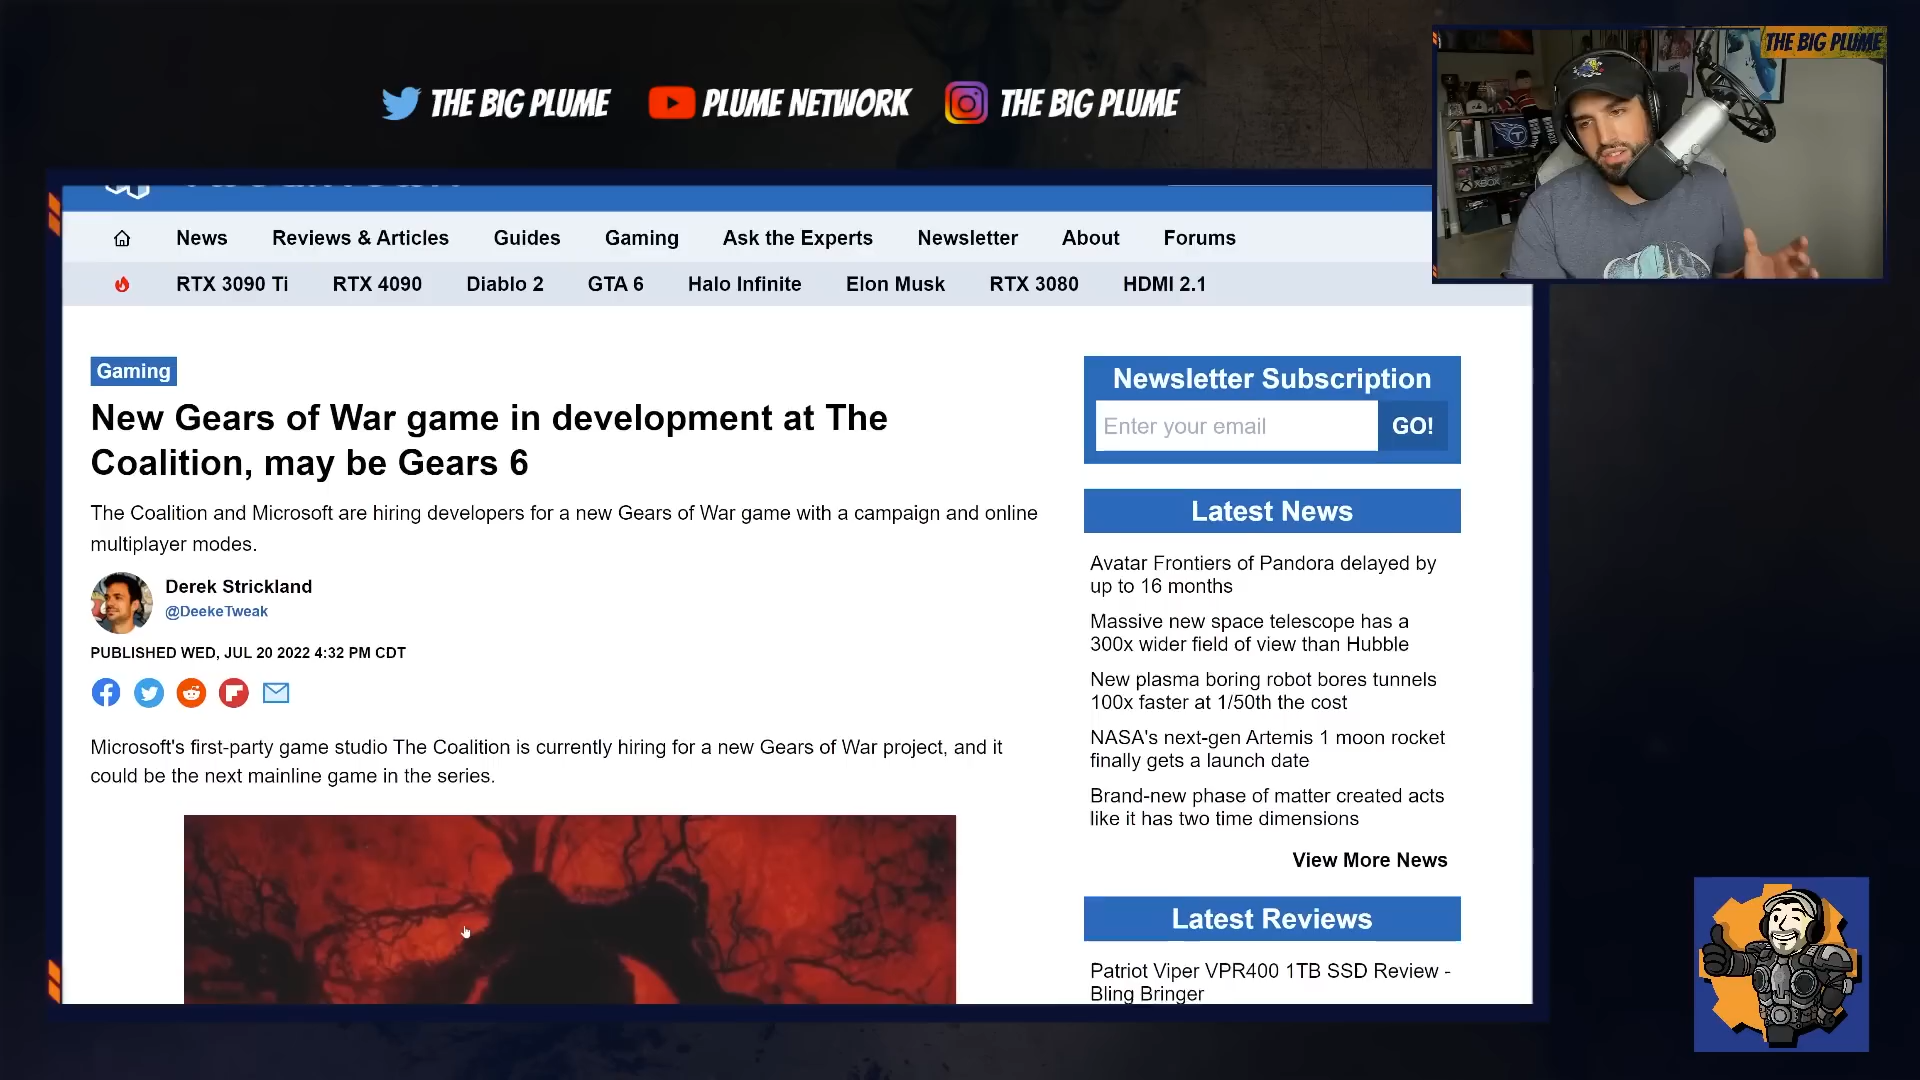 THE BIG PLUME
THE BIG PLUME
PLUME NETWORK
THE BIG PLUME
News
Reviews & Articles
Guides
Gaming
Ask the Experts
Newsletter
About
Forums
RTX 3090 Ti
RTX 4090
Diablo 2
GTA 6
Halo Infinite
Elon Musk
RTX 3080
HDMI 2.1
Gaming
New Gears of War game in development at The
Coalition, may be Gears 6
The Coalition and Microsoft are hiring developers for a new Gears of War game with a campaign and online
multiplayer modes.
Derek Strickland
@DeekeTweak
PUBLISHED WED, JUL 20 2022 4:32 PM CDT
Microsoft's first-party game studio The Coalition is currently hiring for a new Gears of War project, and it
could be the next mainline game in the series.
Newsletter Subscription
Enter your email
GO!
Latest News
Avatar Frontiers of Pandora delayed by
up to 16 months
Massive new space telescope has a
300x wider field of view than Hubble
New plasma boring robot bores tunnels
100x faster at 1/50th the cost
NASA's next-gen Artemis 1 moon rocket
finally gets a launch date
Brand-new phase of matter created acts
like it has two time dimensions
View More News
Latest Reviews
Patriot Viper VPR400 1TB SSD Review -
Bling Bringer
XBOX